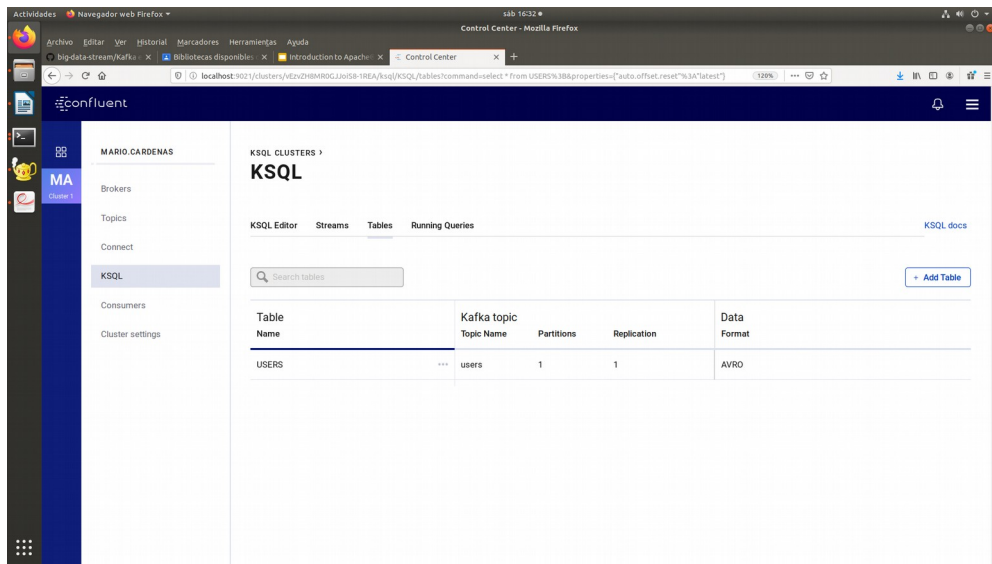 Actividades Navegador web Firefox sáb 16:32
Control Center - Mozilla Firefox
Archivo Editar Ver Historial Marcadores Herramientas Ayuda
big-data-stream/Kafka Bibliotecas disponibles Introduction to Apache Control Center
localhost:9021/clusters/vEzvZH8MR0GJJoiS8-1REA/ksql/KSQL/tables?command=select * from USERS%3B&properties={"auto.offset.reset"%3A"latest"} 120%
CONFLUENT
MARIO.CARDENAS
MA
Cluster 1
Brokers
Topics
Connect
KSQL
Consumers
Cluster settings
KSQL CLUSTERS >
KSQL
KSQL Editor Streams Tables Running Queries KSQL docs
Search tables + Add Table
Table Kafka topic Data
Name Topic Name Partitions Replication Format
USERS ... users 1 1 AVRO